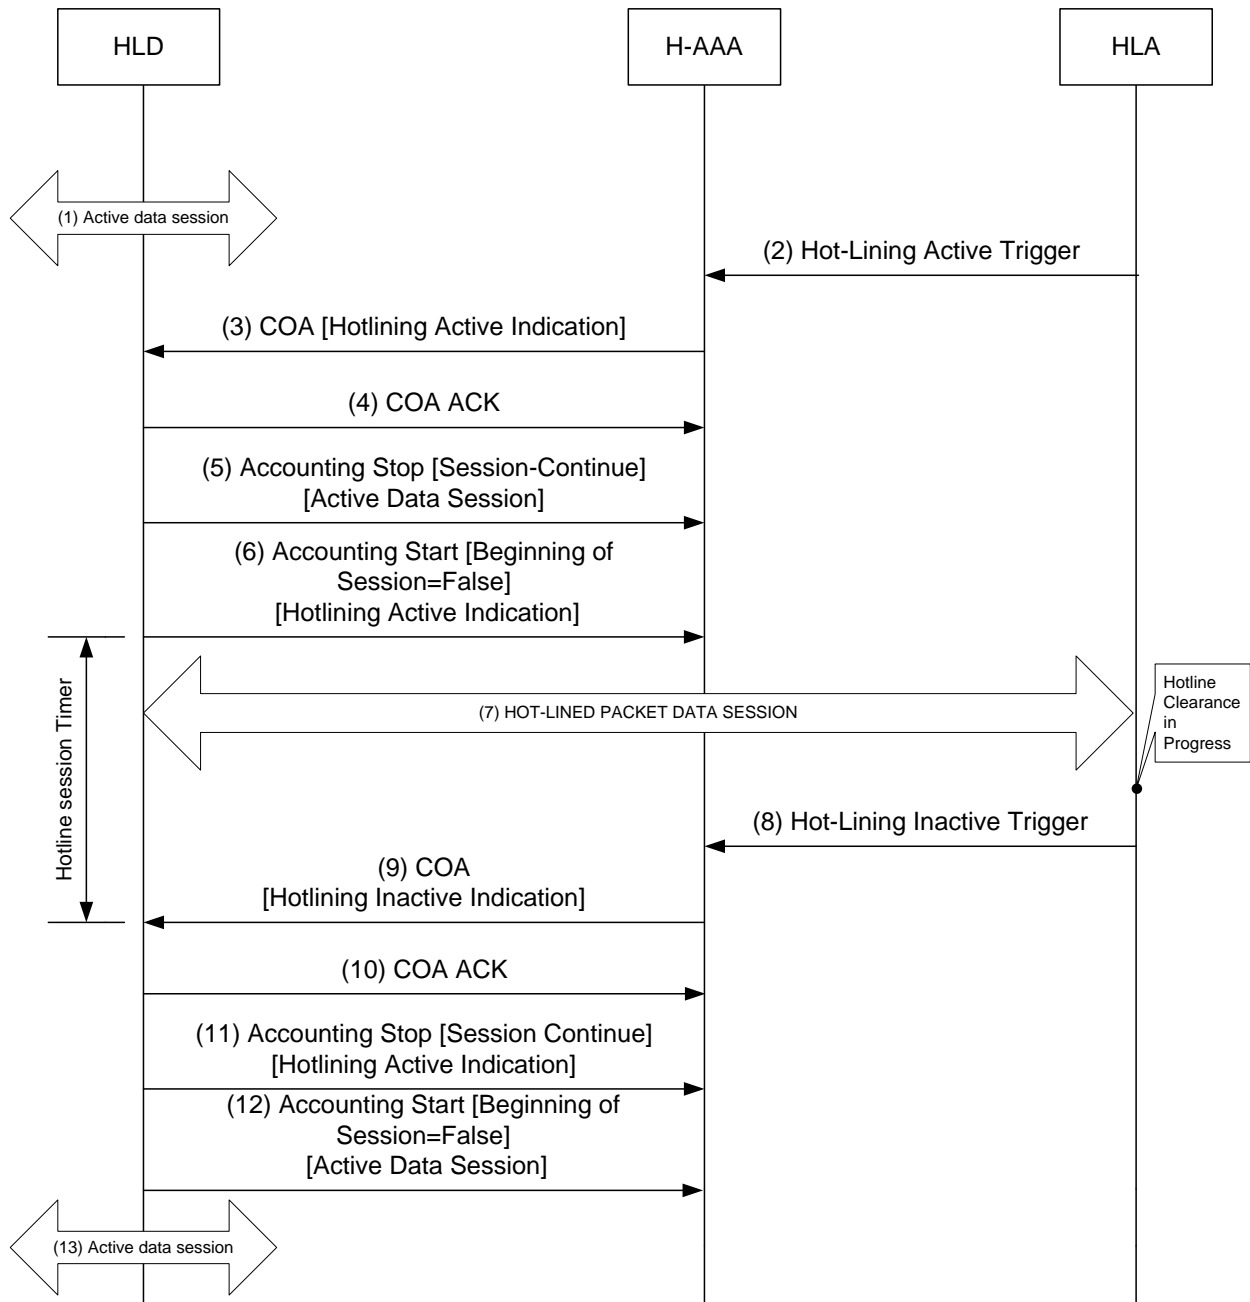 HLD
H-AAA
HLA
(1) Active data session
(2) Hot-Lining Active Trigger
(3) COA [Hotlining Active Indication]
(4) COA ACK
(5) Accounting Stop [Session-Continue]
[Active Data Session]
(6) Accounting Start [Beginning of
Session=False]
[Hotlining Active Indication]
Hotline session Timer
(7) HOT-LINED PACKET DATA SESSION
Hotline
Clearance
in
Progress
(8) Hot-Lining Inactive Trigger
(9) COA
[Hotlining Inactive Indication]
(10) COA ACK
(11) Accounting Stop [Session Continue]
[Hotlining Active Indication]
(12) Accounting Start [Beginning of
Session=False]
[Active Data Session]
(13) Active data session